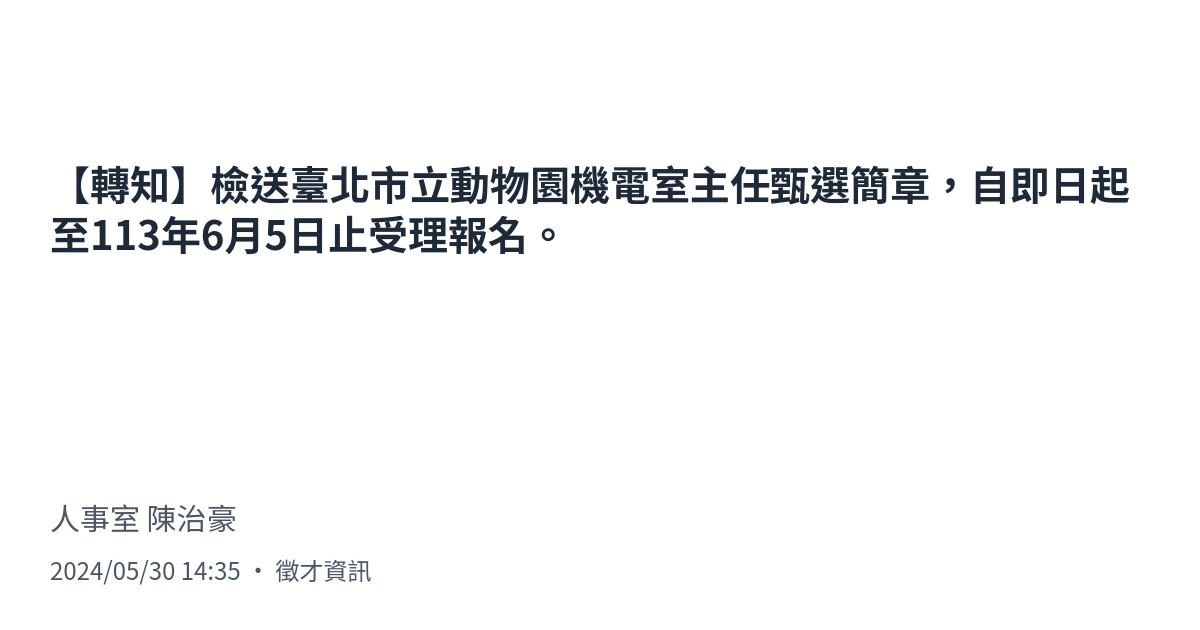 【轉知】檢送臺北市立動物園機電室主任甄選簡章，自即日起
至113年6月5日止受理報名。
人事室 陳治豪
2024/05/30 14:35 • 徵才資訊